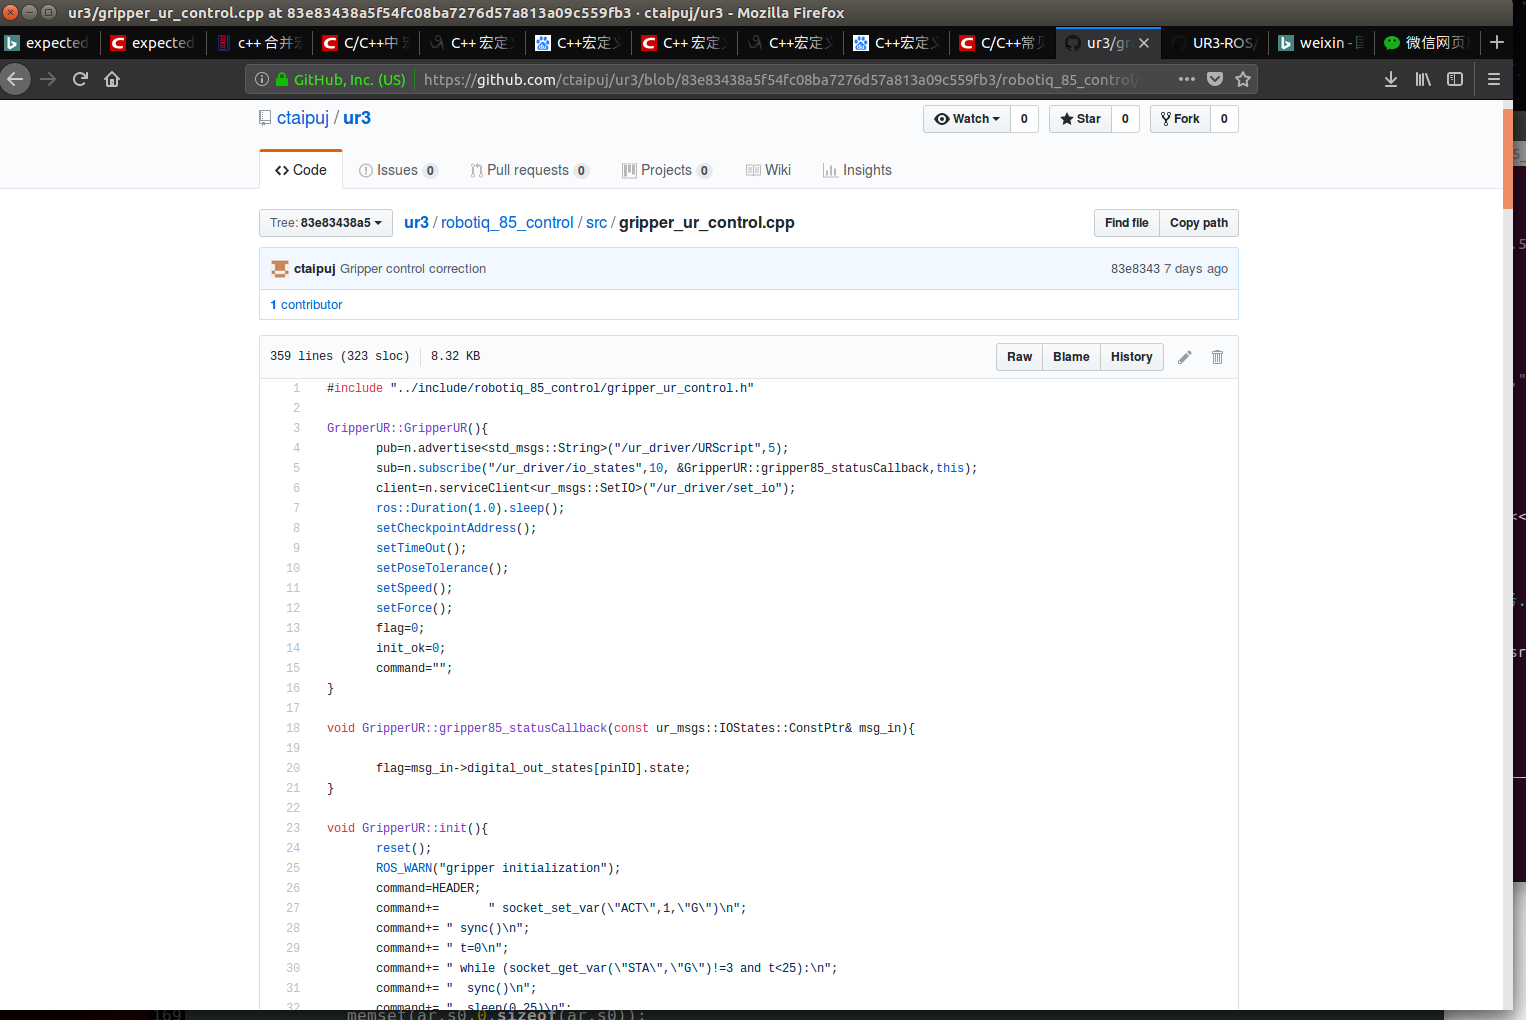 ur3/gripper_ur_control.cpp at 83e83438a5f54fc08ba7276d57a813a09c559fb3 · ctaipuj/ur3 - Mozilla Firefox
expected expected c++ 合并 C/C++中 C++ 宏定义 C++宏定义 C++ 宏定 C++宏定义 C++宏定义 C/C++常见 ur3/gr UR3-ROS/ weixin - 微信网页
GitHub, Inc. (US) https://github.com/ctaipuj/ur3/blob/83e83438a5f54fc08ba7276d57a813a09c559fb3/robotiq_85_control/
ctaipuj / ur3 Watch 0 Star 0 Fork 0
Code Issues 0 Pull requests 0 Projects 0 Wiki Insights
Tree: 83e83438a5 ur3 / robotiq_85_control / src / gripper_ur_control.cpp Find file Copy path
ctaipuj Gripper control correction 83e8343 7 days ago
1 contributor
359 lines (323 sloc) 8.32 KB Raw Blame History
1 #include "../include/robotiq_85_control/gripper_ur_control.h"
2
3 GripperUR::GripperUR(){
4 pub=n.advertise<std_msgs::String>("/ur_driver/URScript",5);
5 sub=n.subscribe("/ur_driver/io_states",10, &GripperUR::gripper85_statusCallback,this);
6 client=n.serviceClient<ur_msgs::SetIO>("/ur_driver/set_io");
7 ros::Duration(1.0).sleep();
8 setCheckpointAddress();
9 setTimeOut();
10 setPoseTolerance();
11 setSpeed();
12 setForce();
13 flag=0;
14 init_ok=0;
15 command="";
16 }
17
18 void GripperUR::gripper85_statusCallback(const ur_msgs::IOStates::ConstPtr& msg_in){
19
20 flag=msg_in->digital_out_states[pinID].state;
21 }
22
23 void GripperUR::init(){
24 reset();
25 ROS_WARN("gripper initialization");
26 command=HEADER;
27 command+= " socket_set_var(\"ACT\",1,\"G\")\n";
28 command+= " sync()\n";
29 command+= " t=0\n";
30 command+= " while (socket_get_var(\"STA\",\"G\")!=3 and t<25):\n";
31 command+= "  sync()\n";
32 command+= "  sleep(0.25)\n";
169 memset(ar.s0,0,sizeof(ar.s0));